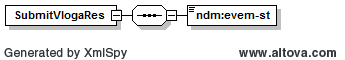 SubmitVlogaRes
ndm:evem-st
Generated by XmlSpy
www.altova.com